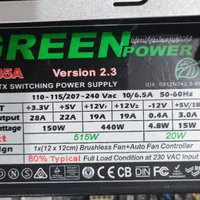 GREEN
POWER
35A Version 2.3
TX SWITCHING POWER SUPPLY
110-115/207-240 Vac 10/6.5A 50-60Hz
+3.3V +5V +12V₁ +12V₂ -12V +5VSB
28A 22A 19A 19A 0.4A 3.0A
150W 440W 4.8W 15W
515W 20W
1x(12 x 12cm) Brushless Fan+Auto Fan Controller
80% Typical Full Load Condition at 230 VAC Input